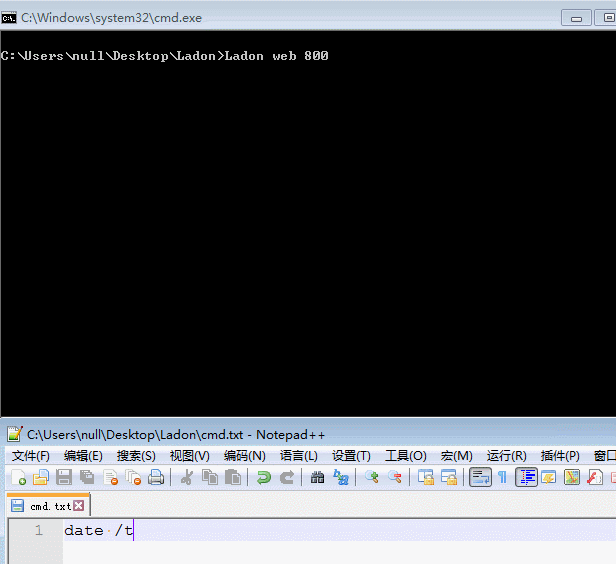 C:\Windows\system32\cmd.exe
C:\Users\null\Desktop\Ladon>Ladon web 800
C:\Users\null\Desktop\Ladon\cmd.txt - Notepad++
文件(F) 编辑(E) 搜索(S) 视图(V) 编码(N) 语言(L) 设置(T) 工具(O) 宏(M) 运行(R) 插件(P) 窗口
cmd.txt
1 date /t